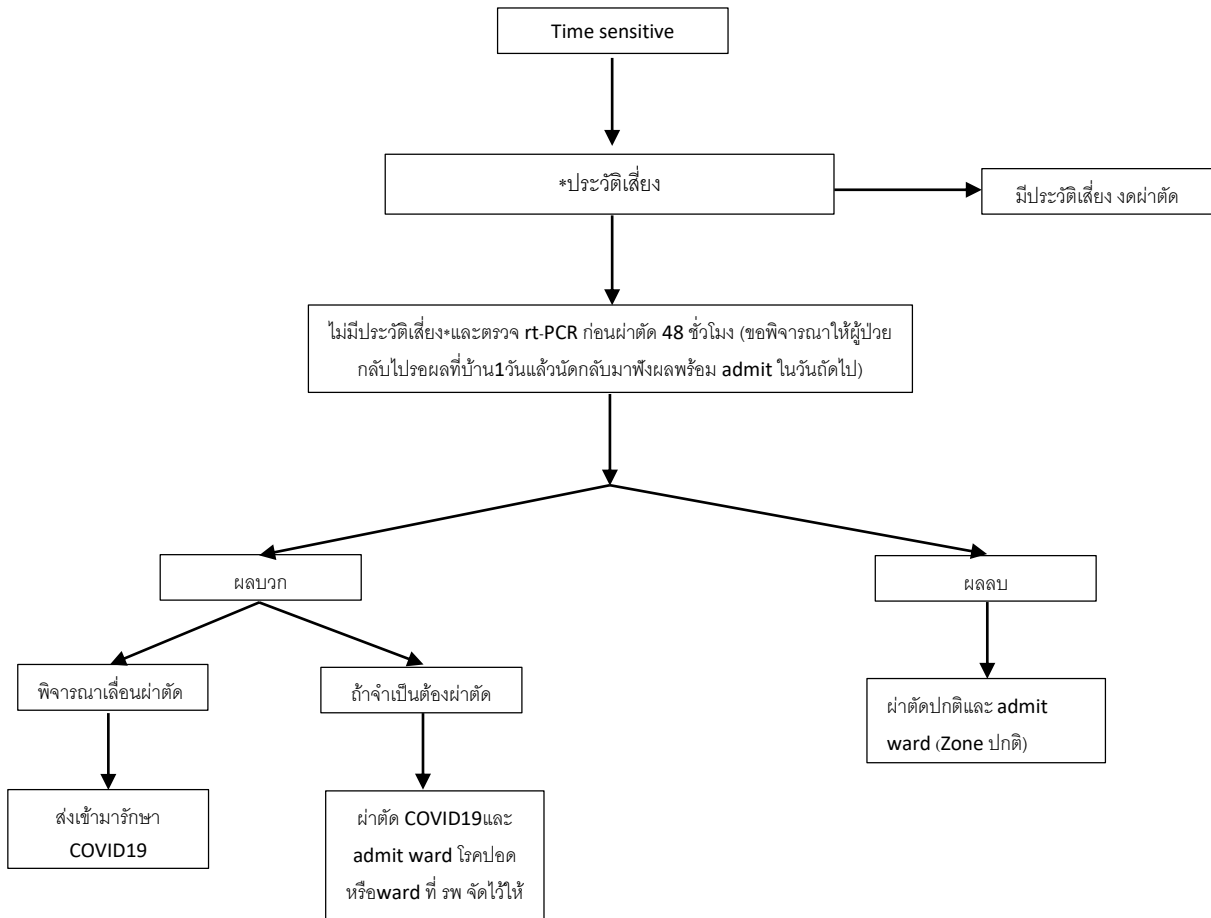 Time sensitive
*ประวัติเสี่ยง
มีประวัติเสี่ยง งดผ่าตัด
ไม่มีประวัติเสี่ยง*และตรวจ rt-PCR ก่อนผ่าตัด 48 ชั่วโมง (ขอพิจารณาให้ผู้ป่วย
กลับไปรอผลที่บ้าน1วันแล้วนัดกลับมาฟังผลพร้อม admit ในวันถัดไป)
ผลบวก
ผลลบ
พิจารณาเลื่อนผ่าตัด
ถ้าจำเป็นต้องผ่าตัด
ผ่าตัดปกติและ admit
ward (Zone ปกติ)
ส่งเข้ามารักษา
COVID19
ผ่าตัด COVID19และ
admit ward โรคปอด
หรือward ที่ รพ จัดไว้ให้